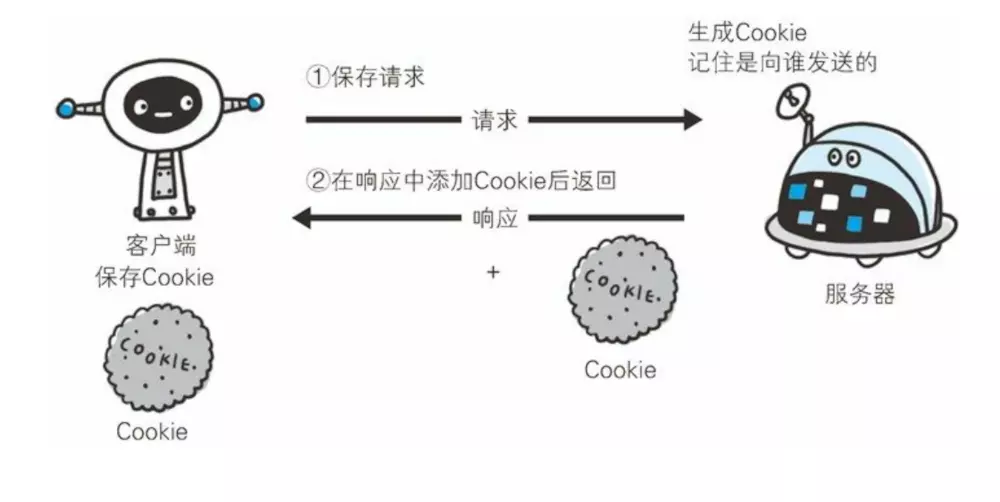 生成Cookie
记住是向谁发送的
①保存请求
请求
②在响应中添加Cookie后返回
响应
客户端
保存Cookie
+
COOKIE.
服务器
COOKIE.
Cookie
Cookie